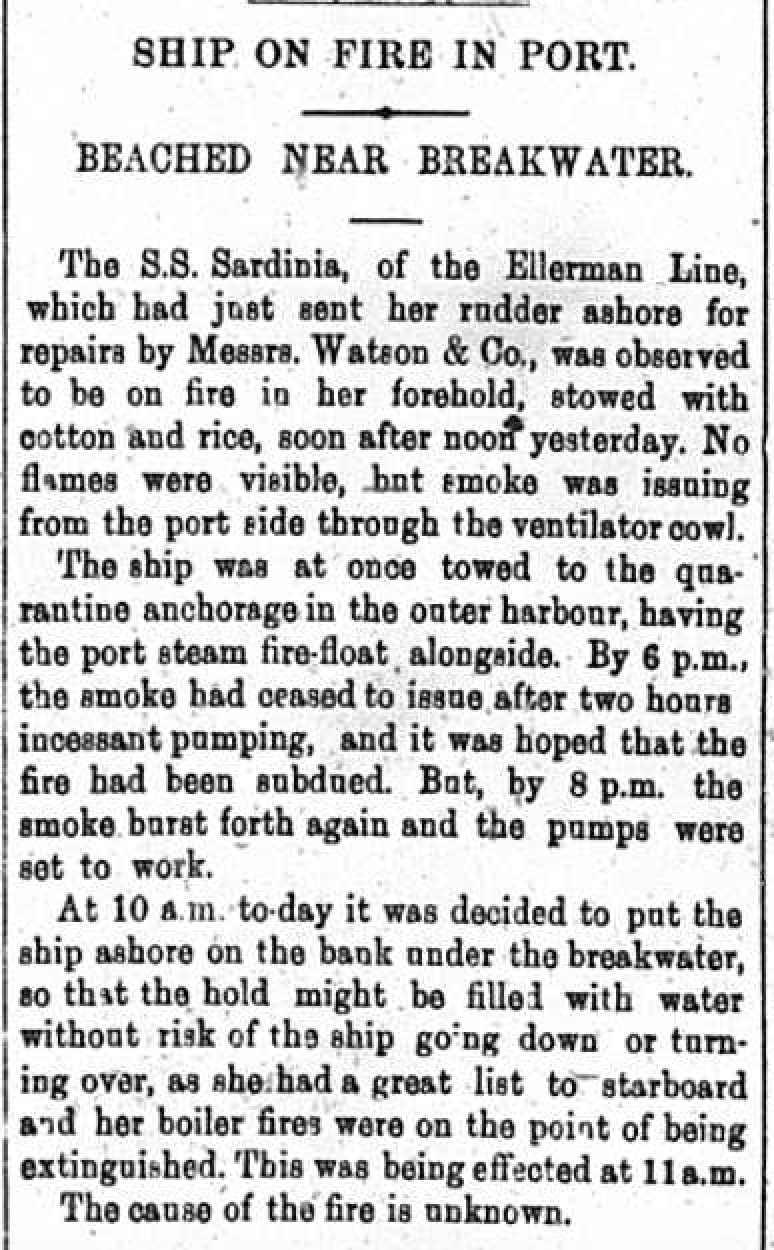 SHIP ON FIRE IN PORT.
BEACHED NEAR BREAKWATER.
The S.S. Sardinia, of the Ellerman Line,
which had just sent her rudder ashore for
repairs by Messrs. Watson & Co., was observed
to be on fire in her forehold, stowed with
cotton and rice, soon after noon yesterday. No
flames were visible, but smoke was issuing
from the port side through the ventilator cowl.
The ship was at once towed to the qua-
rantine anchorage in the outer harbour, having
the port steam fire-float alongside. By 6 p.m.,
the smoke had ceased to issue after two hours
incessant pumping, and it was hoped that the
fire had been subdued. But, by 8 p.m. the
smoke burst forth again and the pumps were
set to work.
At 10 a.m. to-day it was decided to put the
ship ashore on the bank under the breakwater,
so that the hold might be filled with water
without risk of the ship going down or turn-
ing over, as she had a great list to starboard
and her boiler fires were on the point of being
extinguished. This was being effected at 11 a.m.
The cause of the fire is unknown.